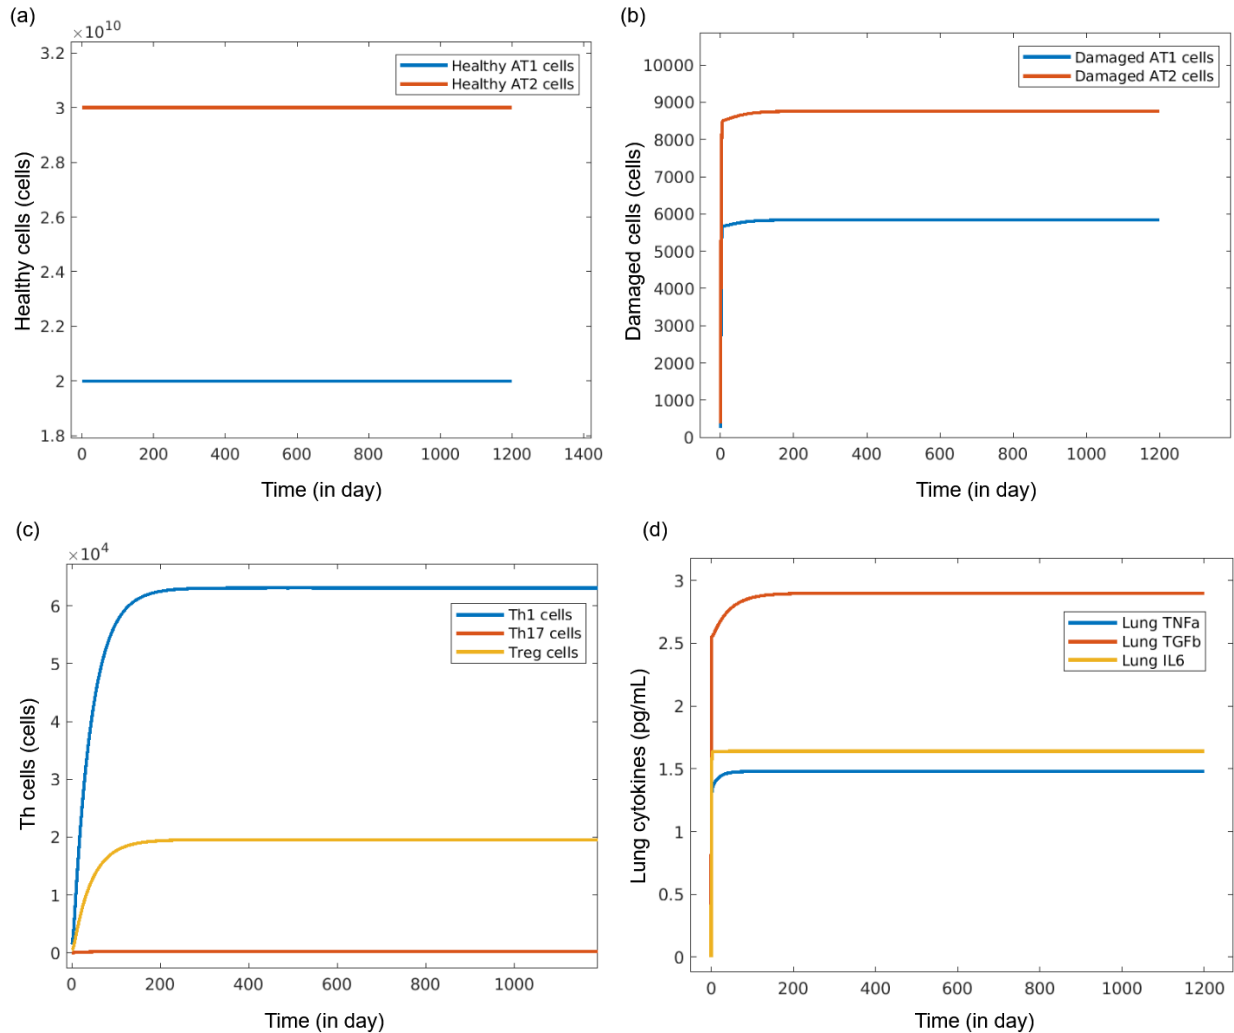 (a)
×10^10
3.2
3
2.8
2.6
2.4
2.2
2
1.8
Healthy cells (cells)
Healthy AT1 cells
Healthy AT2 cells
0 200 400 600 800 1000 1200 1400
Time (in day)
(b)
10000
9000
8000
7000
6000
5000
4000
3000
2000
1000
0
Damaged cells (cells)
Damaged AT1 cells
Damaged AT2 cells
0 200 400 600 800 1000 1200
Time (in day)
(c)
×10^4
6
5
4
3
2
1
0
Th cells (cells)
Th1 cells
Th17 cells
Treg cells
0 200 400 600 800 1000
Time (in day)
(d)
3
2.5
2
1.5
1
0.5
0
Lung cytokines (pg/mL)
Lung TNFa
Lung TGFb
Lung IL6
0 200 400 600 800 1000 1200
Time (in day)